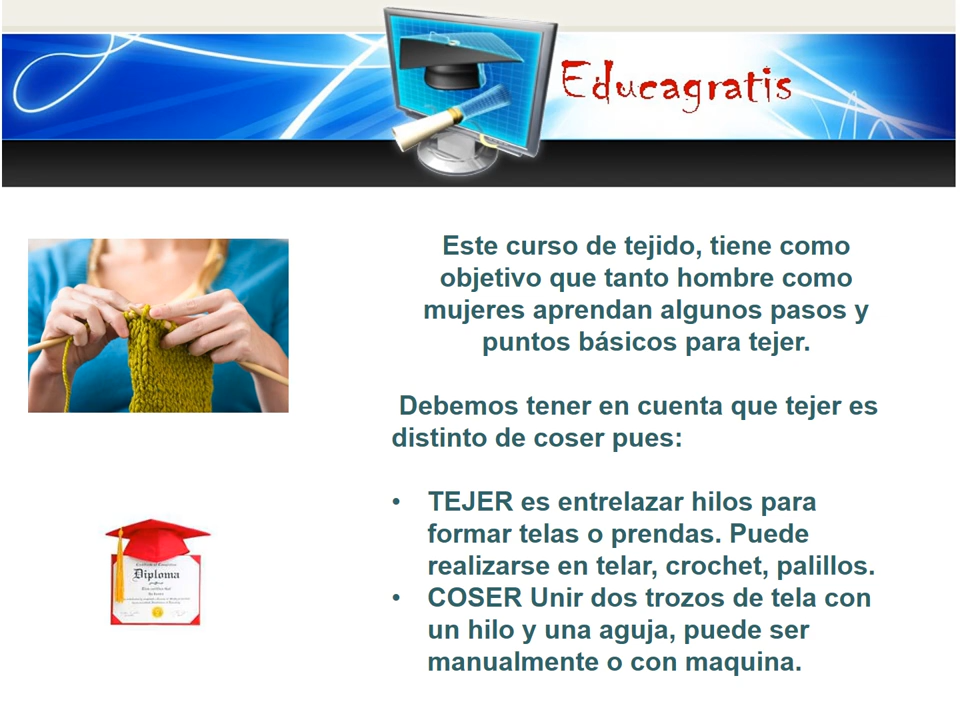 Educagratis
Este curso de tejido, tiene como
objetivo que tanto hombre como
mujeres aprendan algunos pasos y
puntos básicos para tejer.
Debemos tener en cuenta que tejer es
distinto de coser pues:
• TEJER es entrelazar hilos para
formar telas o prendas. Puede
realizarse en telar, crochet, palillos.
• COSER Unir dos trozos de tela con
un hilo y una aguja, puede ser
manualmente o con maquina.
Certificate of Completion
Diploma